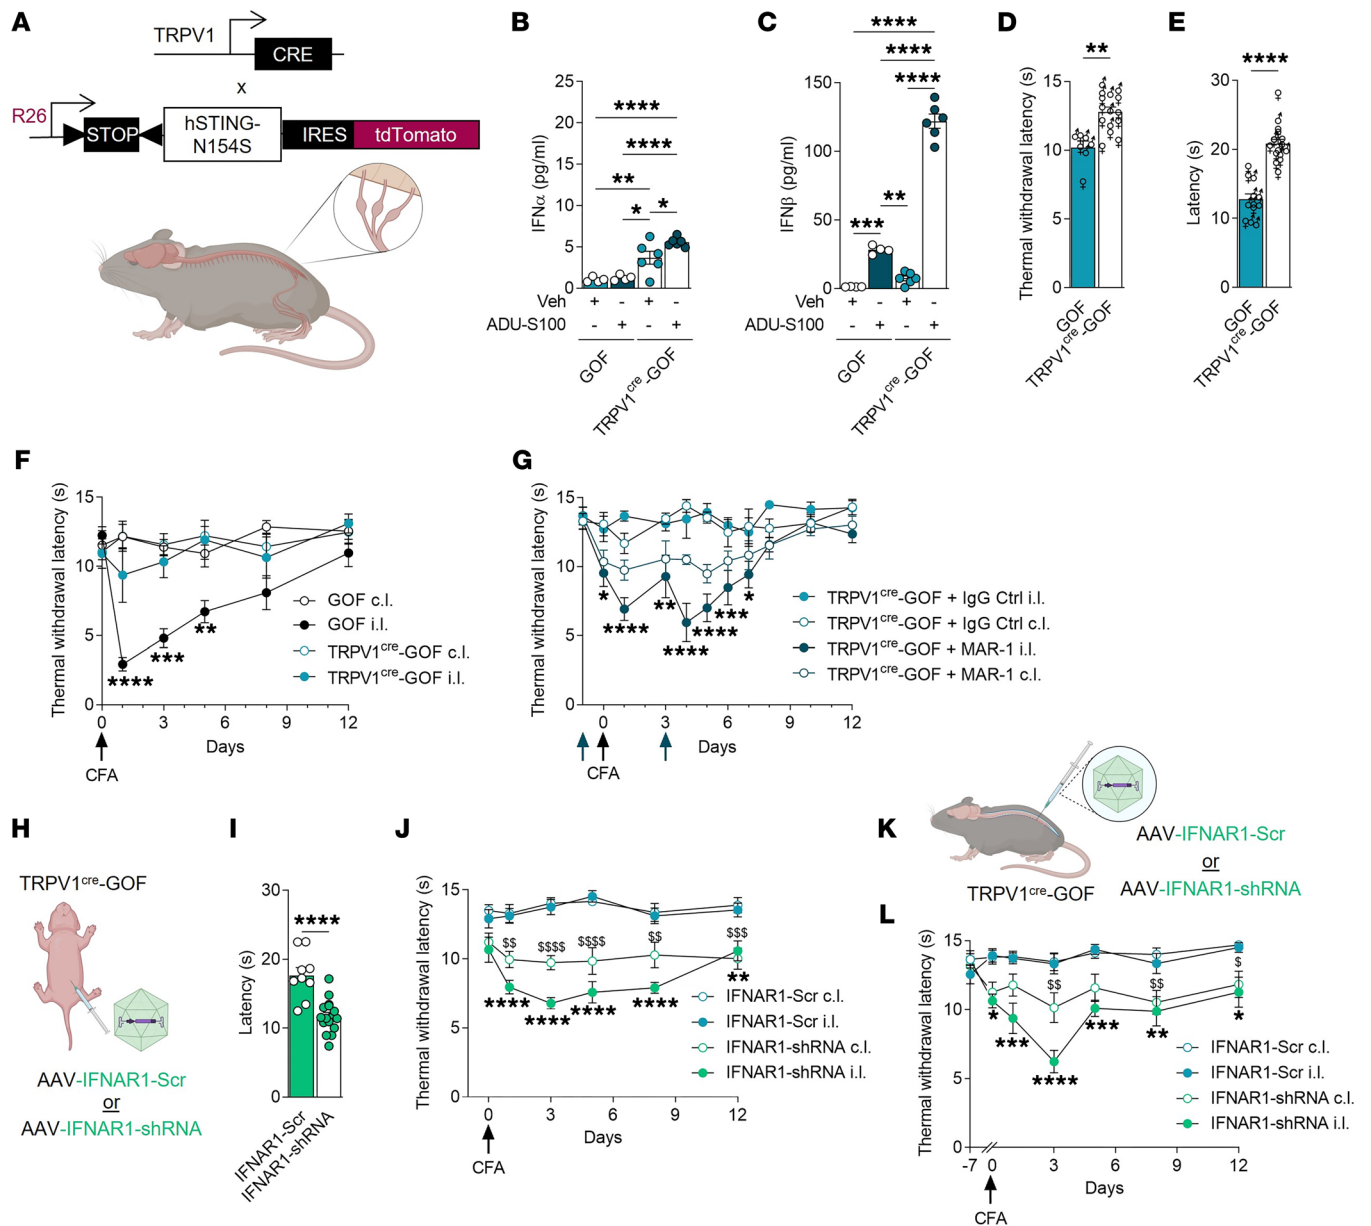 A
TRPV1
CRE
x
R26
STOP
hSTING-
N154S
IRES
tdTomato
B
****
****
**
*
*
IFNα (pg/ml)
25
20
15
10
5
0
Veh + - + -
ADU-S100 - + - +
GOF
TRPV1cre-GOF
C
****
****
****
***
**
IFNβ (pg/ml)
150
100
50
0
Veh + - + -
ADU-S100 - + - +
GOF
TRPV1cre-GOF
D
**
Thermal withdrawal latency (s)
15
10
5
0
GOF
TRPV1cre-GOF
E
****
Latency (s)
30
20
10
0
GOF
TRPV1cre-GOF
F
Thermal withdrawal latency (s)
15
10
5
0
****
***
**
GOF c.l.
GOF i.l.
TRPV1cre-GOF c.l.
TRPV1cre-GOF i.l.
0 3 6 9 12
Days
CFA
G
Thermal withdrawal latency (s)
15
10
5
0
*
****
**
****
****
***
*
TRPV1cre-GOF + IgG Ctrl i.l.
TRPV1cre-GOF + IgG Ctrl c.l.
TRPV1cre-GOF + MAR-1 i.l.
TRPV1cre-GOF + MAR-1 c.l.
0 3 6 9 12
Days
CFA
H
TRPV1cre-GOF
AAV-IFNAR1-Scr
or
AAV-IFNAR1-shRNA
I
****
Latency (s)
30
20
10
0
IFNAR1-Scr
IFNAR1-shRNA
J
Thermal withdrawal latency (s)
15
10
5
0
$$
$$$$
$$$$
$$
$$$
****
****
****
****
**
IFNAR1-Scr c.l.
IFNAR1-Scr i.l.
IFNAR1-shRNA c.l.
IFNAR1-shRNA i.l.
0 3 6 9 12
Days
CFA
K
TRPV1cre-GOF
AAV-IFNAR1-Scr
or
AAV-IFNAR1-shRNA
L
Thermal withdrawal latency (s)
15
10
5
0
$$
$$
$
*
***
****
***
**
*
IFNAR1-Scr c.l.
IFNAR1-Scr i.l.
IFNAR1-shRNA c.l.
IFNAR1-shRNA i.l.
-7 0 3 6 9 12
Days
CFA